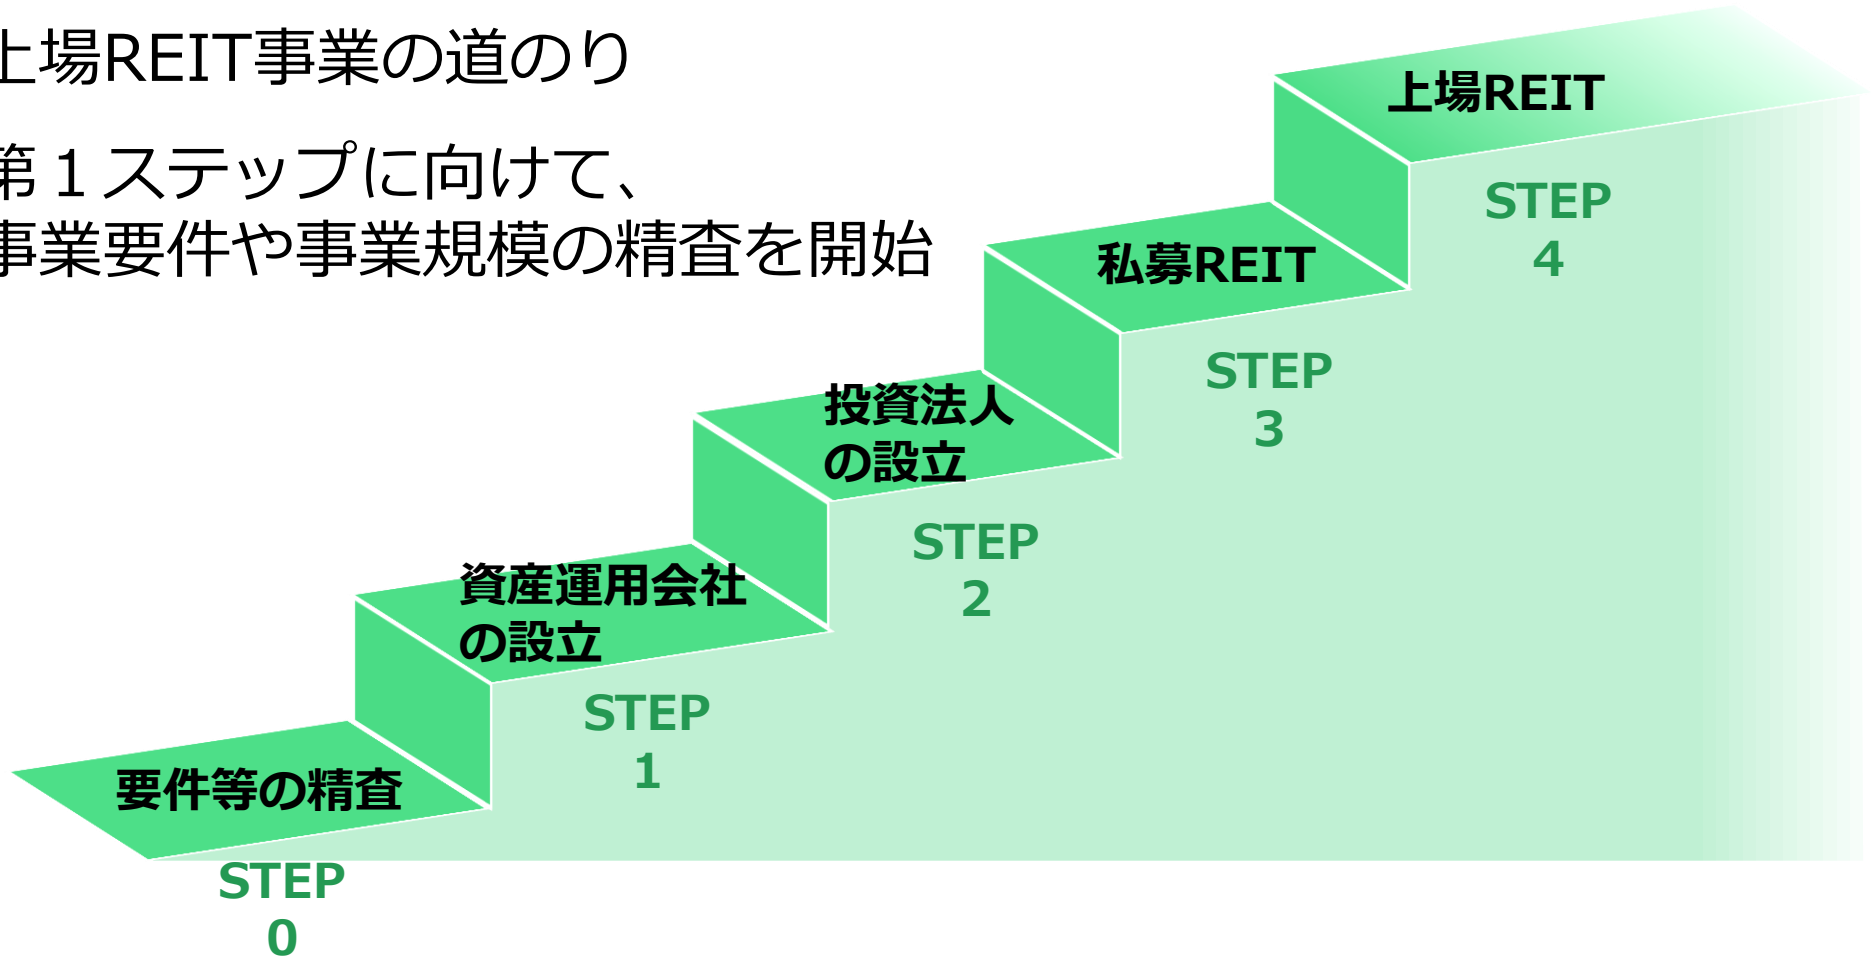 上場REIT事業の道のり
第１ステップに向けて、
事業要件や事業規模の精査を開始
上場REIT
STEP
4
私募REIT
STEP
3
投資法人
の設立
STEP
2
資産運用会社
の設立
STEP
1
要件等の精査
STEP
0